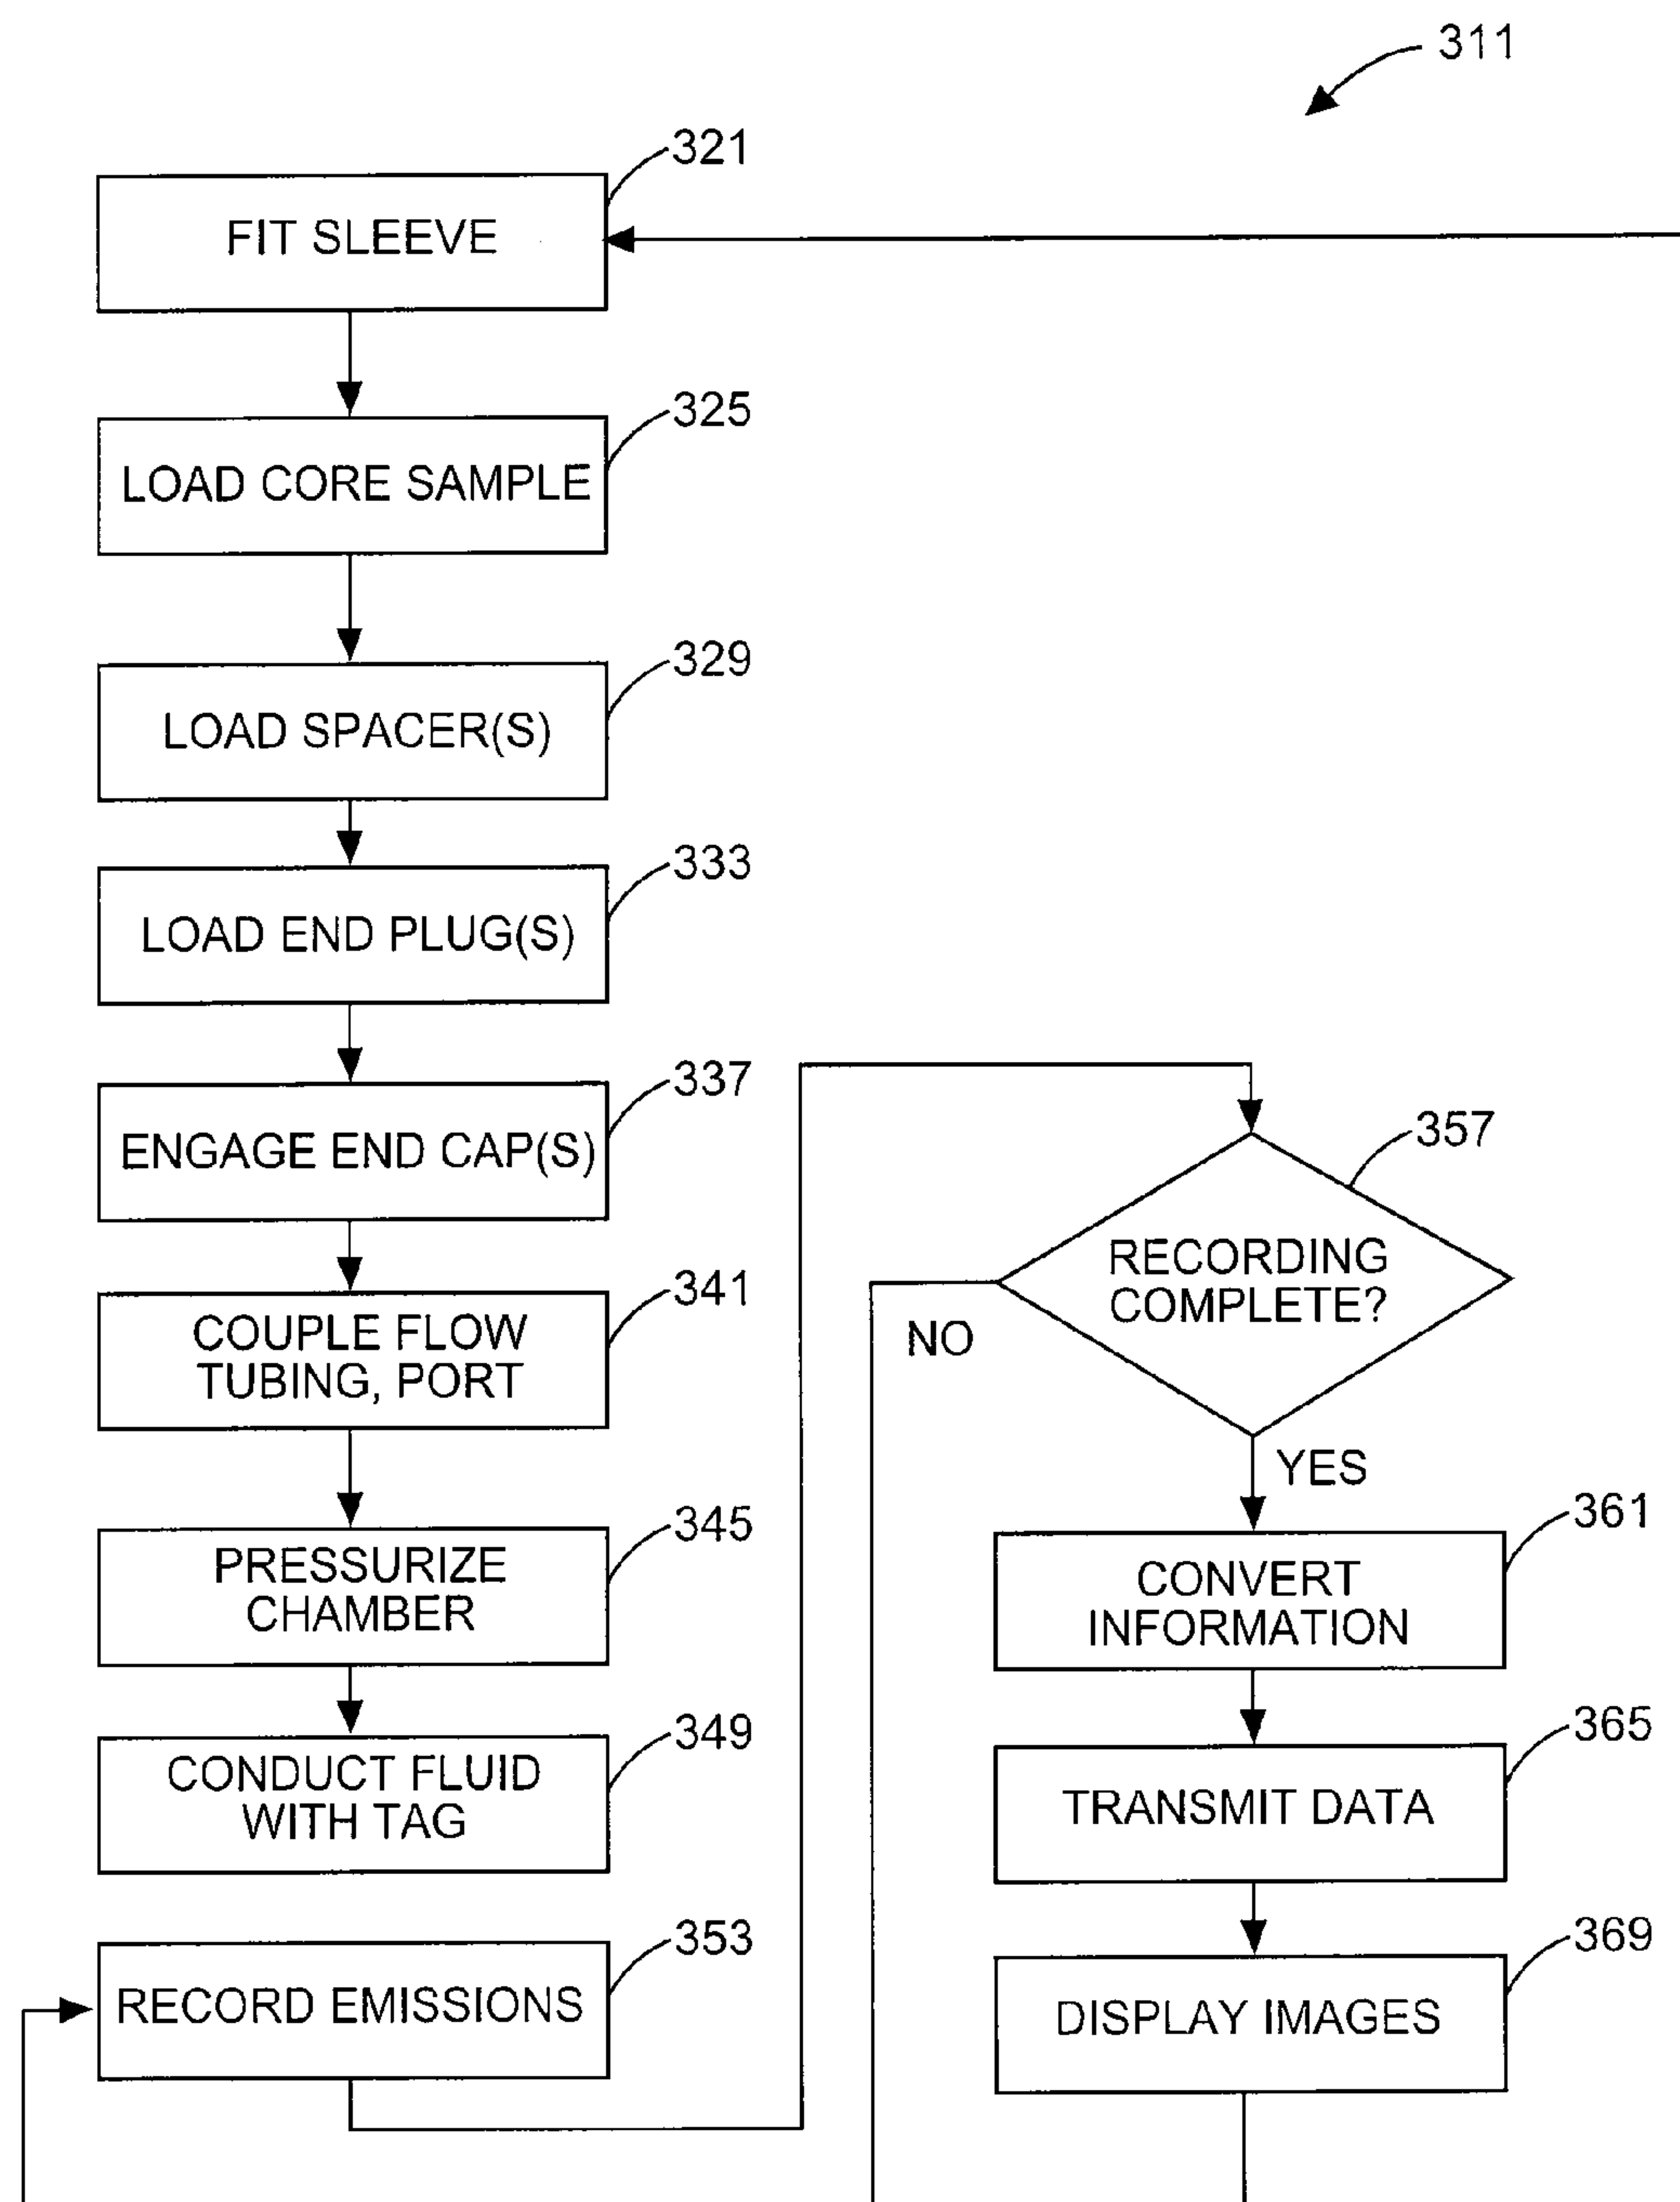 311
321
FIT SLEEVE
325
LOAD CORE SAMPLE
329
LOAD SPACER(S)
333
LOAD END PLUG(S)
337
ENGAGE END CAP(S)
341
COUPLE FLOW
TUBING, PORT
345
PRESSURIZE
CHAMBER
349
CONDUCT FLUID
WITH TAG
353
RECORD EMISSIONS
357
RECORDING
COMPLETE?
NO
YES
361
CONVERT
INFORMATION
365
TRANSMIT DATA
369
DISPLAY IMAGES